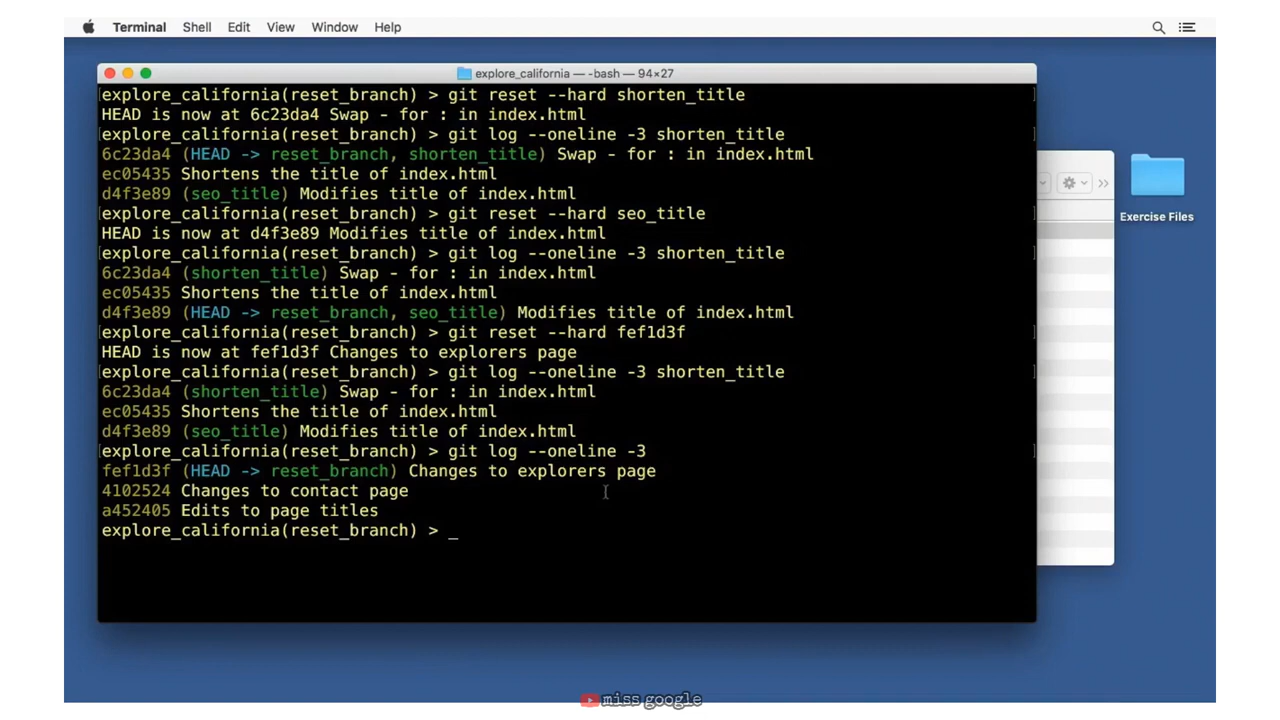 Terminal Shell Edit View Window Help
explore_california — -bash — 94×27
explore_california(reset_branch) > git reset --hard shorten_title
HEAD is now at 6c23da4 Swap - for : in index.html
explore_california(reset_branch) > git log --oneline -3 shorten_title
6c23da4 (HEAD -> reset_branch, shorten_title) Swap - for : in index.html
ec05435 Shortens the title of index.html
d4f3e89 (seo_title) Modifies title of index.html
explore_california(reset_branch) > git reset --hard seo_title
HEAD is now at d4f3e89 Modifies title of index.html
explore_california(reset_branch) > git log --oneline -3 shorten_title
6c23da4 (shorten_title) Swap - for : in index.html
ec05435 Shortens the title of index.html
d4f3e89 (HEAD -> reset_branch, seo_title) Modifies title of index.html
explore_california(reset_branch) > git reset --hard fef1d3f
HEAD is now at fef1d3f Changes to explorers page
explore_california(reset_branch) > git log --oneline -3 shorten_title
6c23da4 (shorten_title) Swap - for : in index.html
ec05435 Shortens the title of index.html
d4f3e89 (seo_title) Modifies title of index.html
explore_california(reset_branch) > git log --oneline -3
fef1d3f (HEAD -> reset_branch) Changes to explorers page
4102524 Changes to contact page
a452405 Edits to page titles
explore_california(reset_branch) > _
Exercise Files
miss google